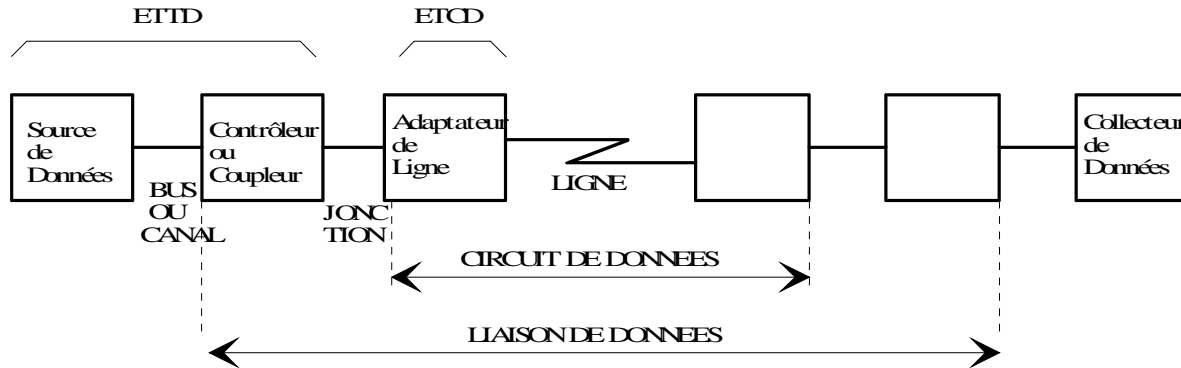 ETTD
ETCD
Source
de
Données
Contrôleur
ou
Coupleur
Adaptateur
de
Ligne
Collecteur
de
Données
BUS
OU
CANAL
JONC
TION
LIGNE
CIRCUIT DE DONNEES
LIAISON DE DONNEES